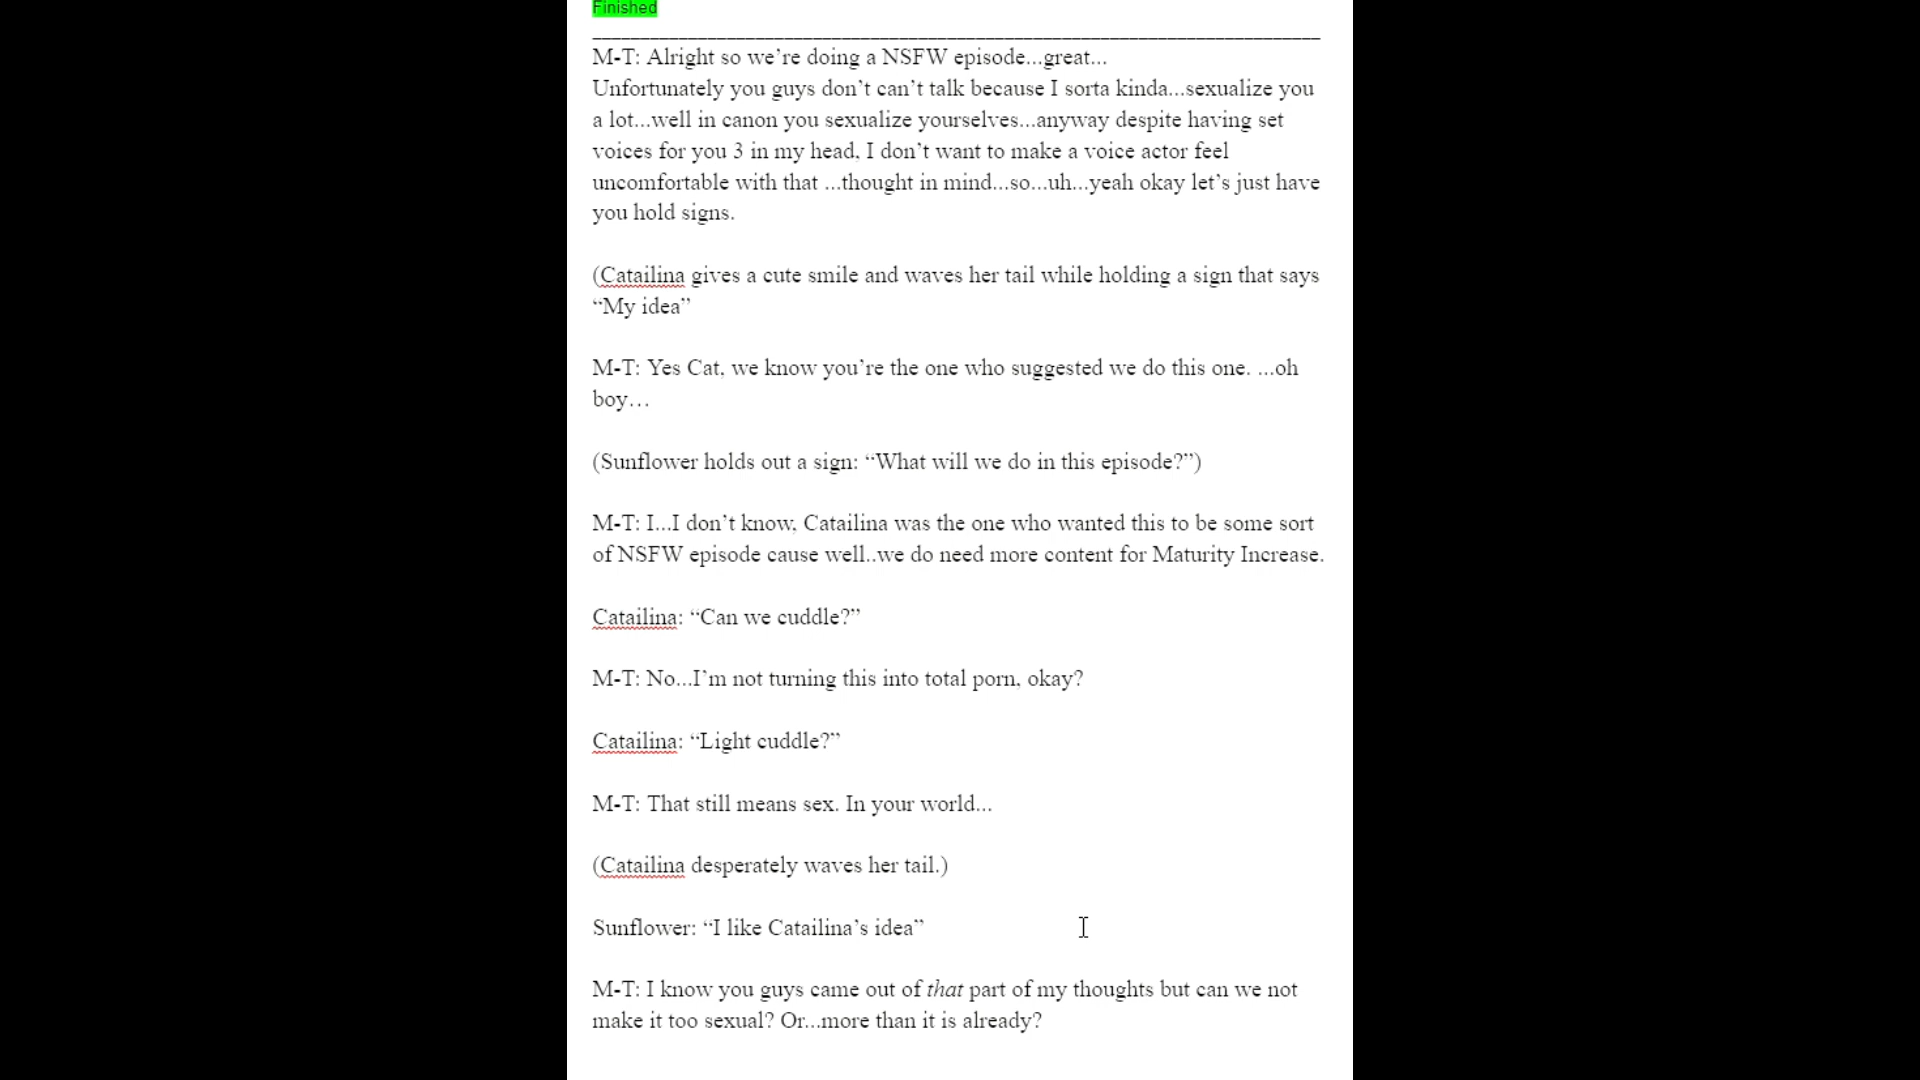 Finished
M-T: Alright so we're doing a NSFW episode...great...
Unfortunately you guys don't can't talk because I sorta kinda...sexualize you
a lot...well in canon you sexualize yourselves...anyway despite having set
voices for you 3 in my head, I don't want to make a voice actor feel
uncomfortable with that ...thought in mind...so...uh...yeah okay let's just have
you hold signs.
(Catailina gives a cute smile and waves her tail while holding a sign that says
“My idea”
M-T: Yes Cat, we know you're the one who suggested we do this one. ...oh
boy…
(Sunflower holds out a sign: “What will we do in this episode?”)
M-T: I...I don't know, Catailina was the one who wanted this to be some sort
of NSFW episode cause well..we do need more content for Maturity Increase.
Catailina: “Can we cuddle?”
M-T: No...I'm not turning this into total porn, okay?
Catailina: “Light cuddle?”
M-T: That still means sex. In your world...
(Catailina desperately waves her tail.)
Sunflower: “I like Catailina's idea”
M-T: I know you guys came out of that part of my thoughts but can we not
make it too sexual? Or...more than it is already?